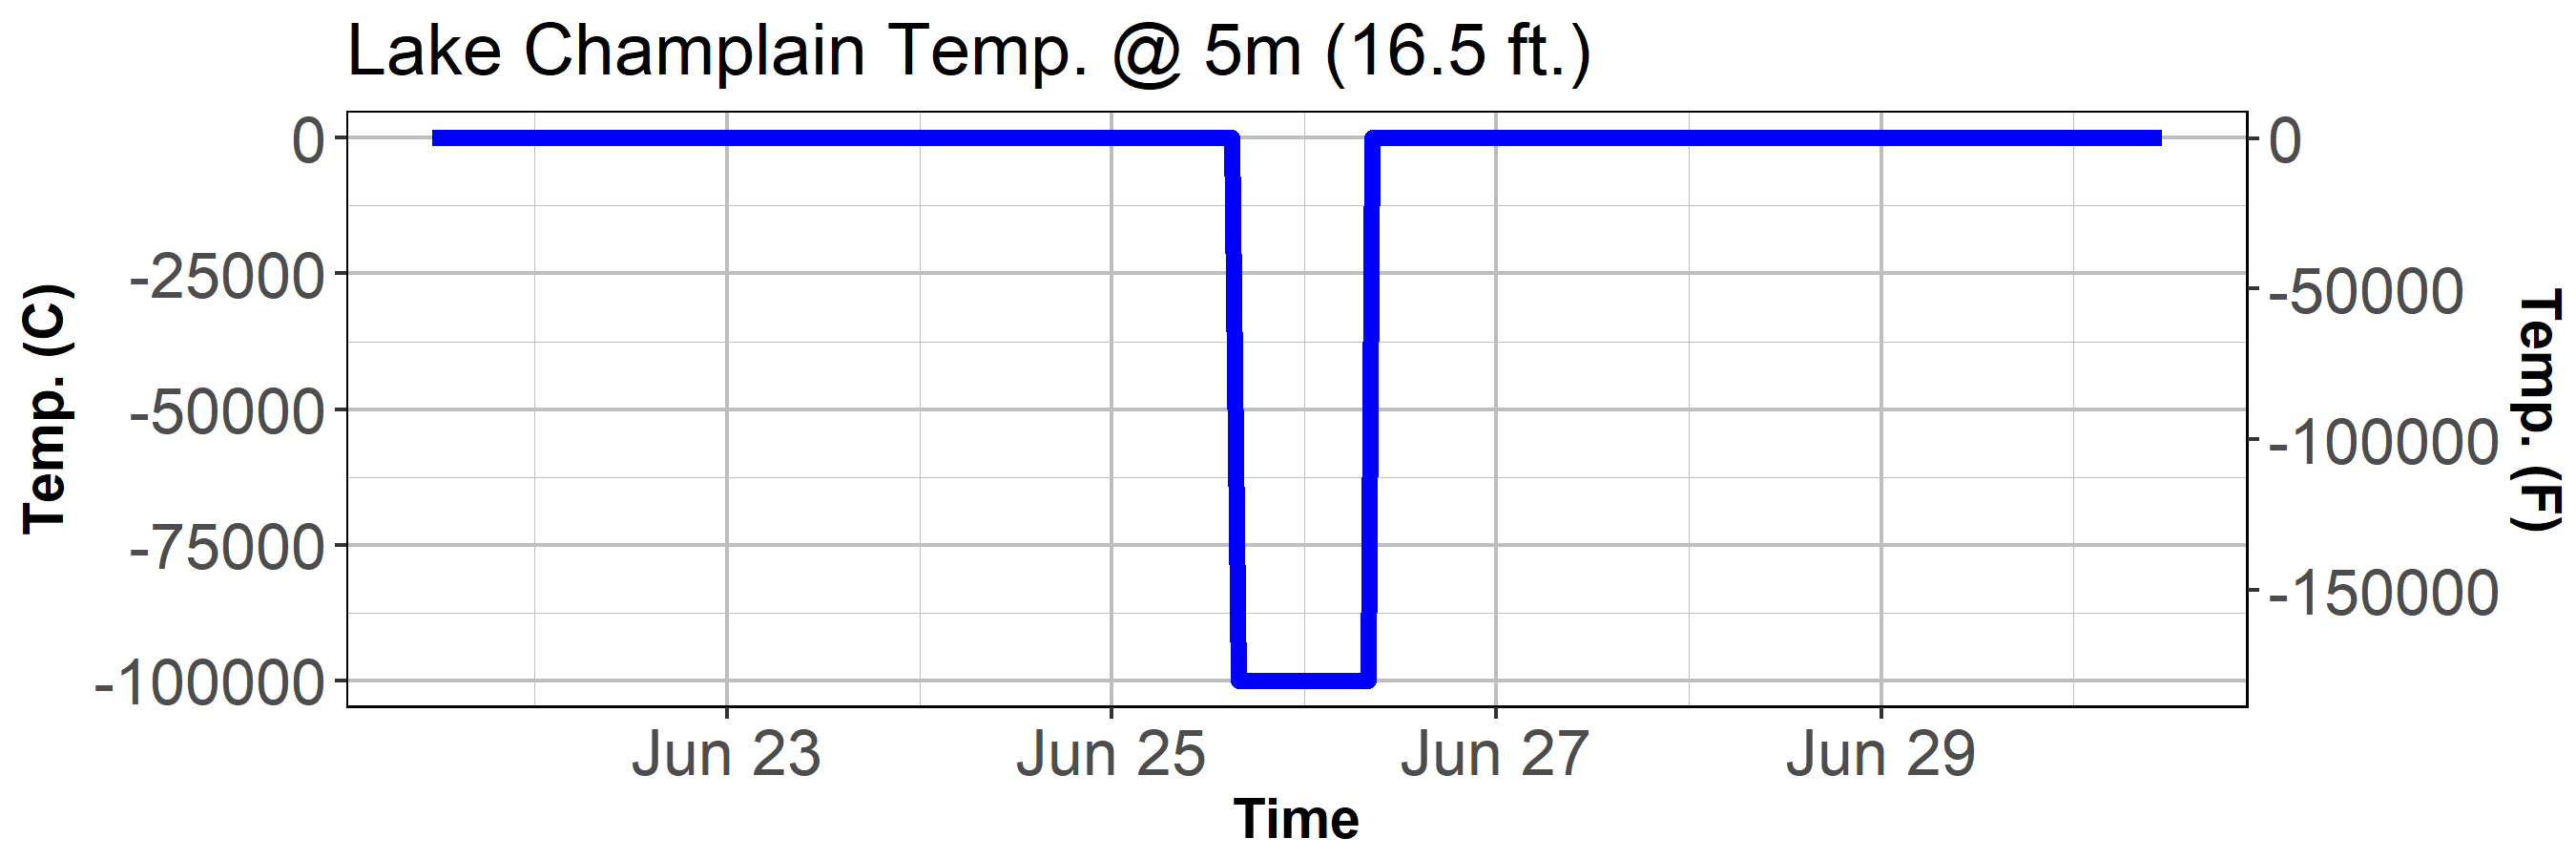 Lake Champlain Temp. @ 5m (16.5 ft.)
0
-25000
-50000
-75000
-100000
Temp. (C)
0
-50000
-100000
-150000
Temp. (F)
Jun 23 Jun 25 Jun 27 Jun 29
Time